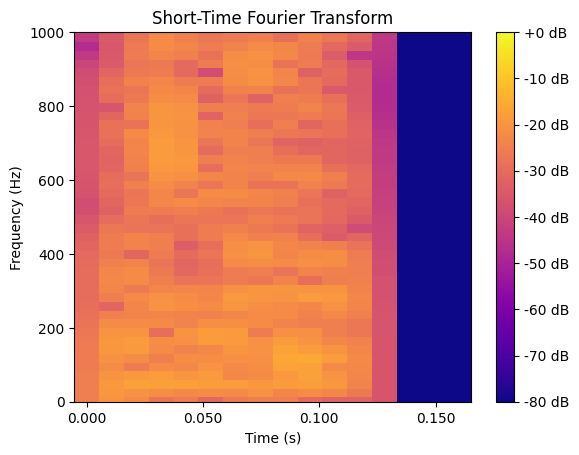 Short-Time Fourier Transform
1000
800
600
400
200
0
Frequency (Hz)
0.000
0.050
0.100
0.150
Time (s)
+0 dB
-10 dB
-20 dB
-30 dB
-40 dB
-50 dB
-60 dB
-70 dB
-80 dB